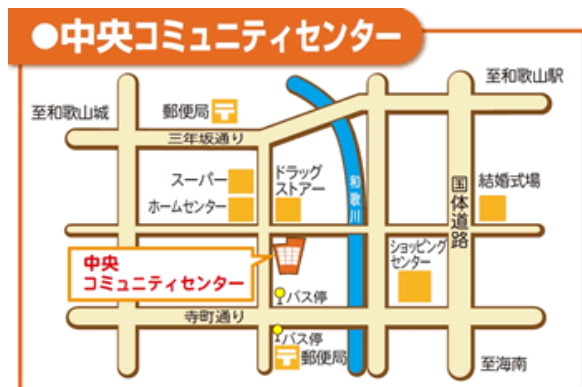 ●中央コミュニティセンター
至和歌山駅
至和歌山城
郵便局
〒
三年坂通り
スーパー
ドラッグ
ストアー
ホームセンター
和歌川
国体道路
結婚式場
ショッピング
センター
中央
コミュニティセンター
バス停
寺町通り
バス停
〒
郵便局
至海南